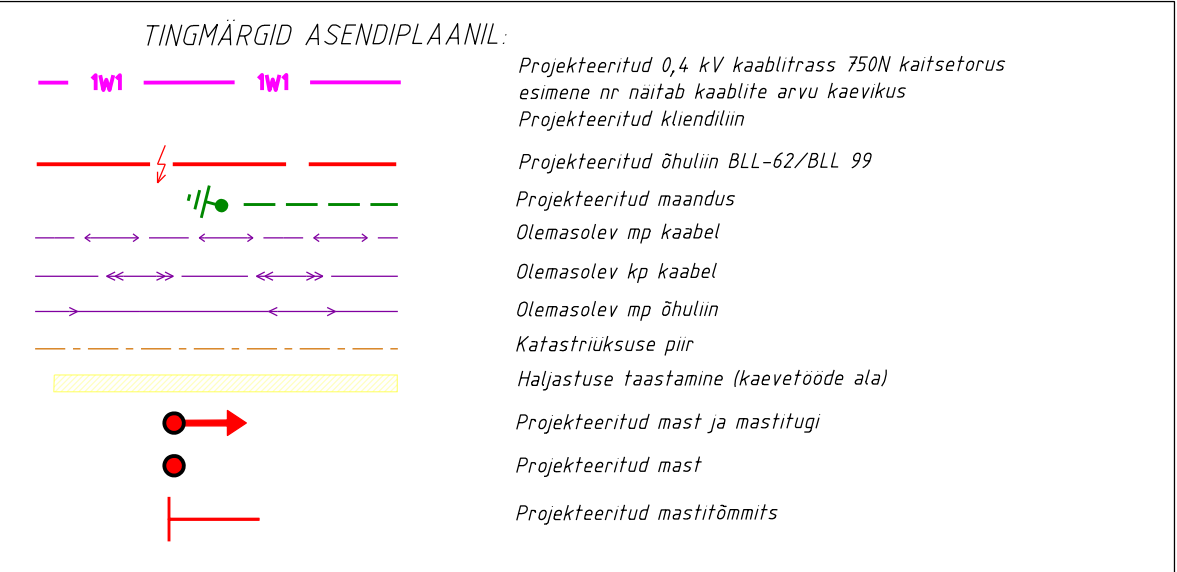 TINGMÄRGID ASENDIPLAANIL:
1W1 1W1
Projekteeritud 0,4 kV kaablitrass 750N kaitsetorus
esimene nr näitab kaablite arvu kaevikus
Projekteeritud kliendiliin
Projekteeritud õhuliin BLL-62/BLL 99
Projekteeritud maandus
Olemasolev mp kaabel
Olemasolev kp kaabel
Olemasolev mp õhuliin
Katastriüksuse piir
Haljastuse taastamine (kaevetööde ala)
Projekteeritud mast ja mastitugi
Projekteeritud mast
Projekteeritud mastitõmmits